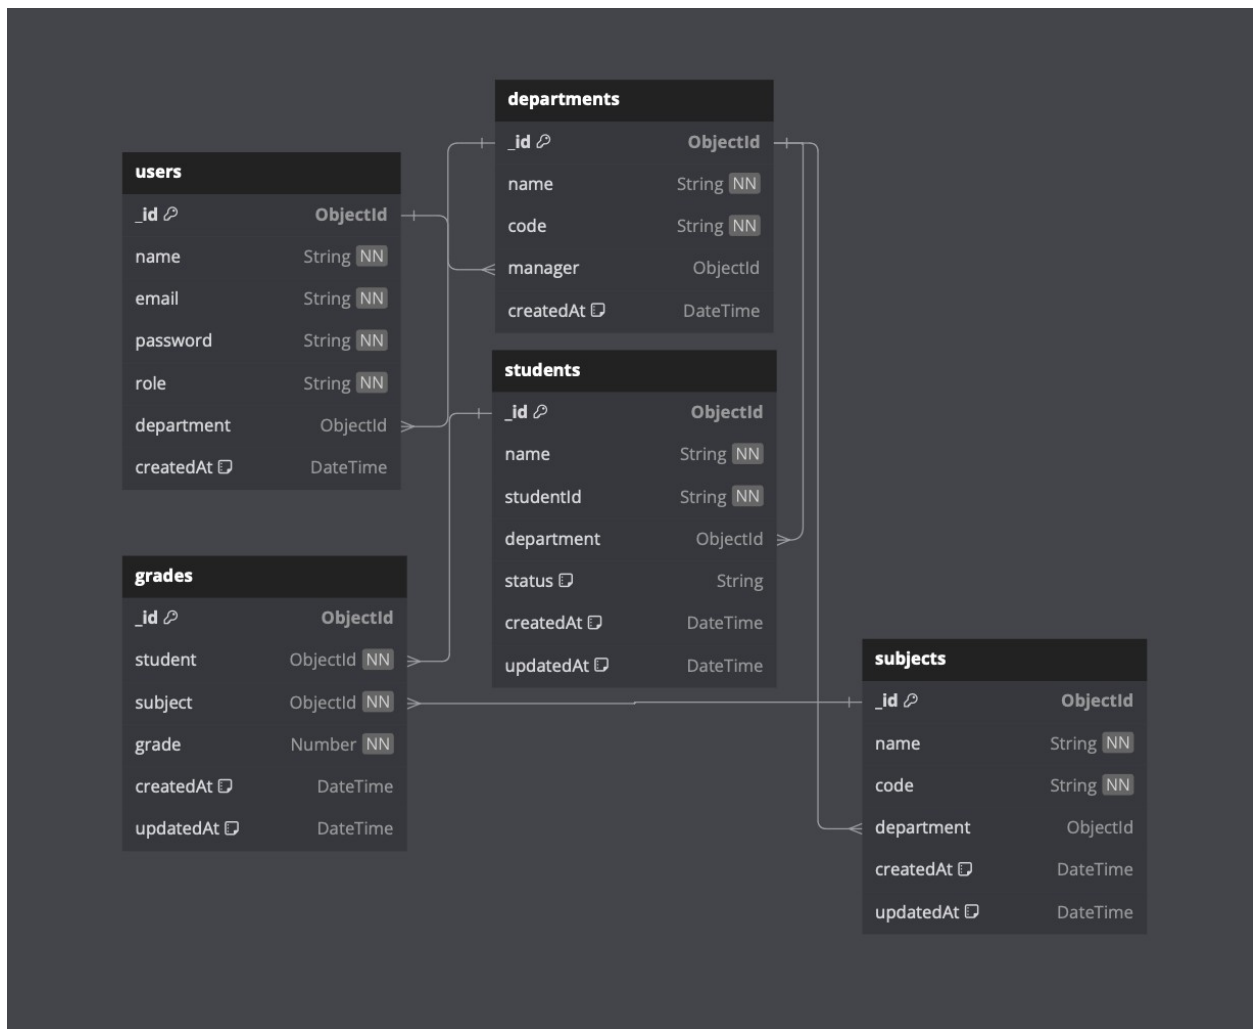 departments
_id ObjectId
name String NN
code String NN
manager ObjectId
createdAt DateTime
users
_id ObjectId
name String NN
email String NN
password String NN
role String NN
department ObjectId
createdAt DateTime
students
_id ObjectId
name String NN
studentId String NN
department ObjectId
status String
createdAt DateTime
updatedAt DateTime
grades
_id ObjectId
student ObjectId NN
subject ObjectId NN
grade Number NN
createdAt DateTime
updatedAt DateTime
subjects
_id ObjectId
name String NN
code String NN
department ObjectId
createdAt DateTime
updatedAt DateTime